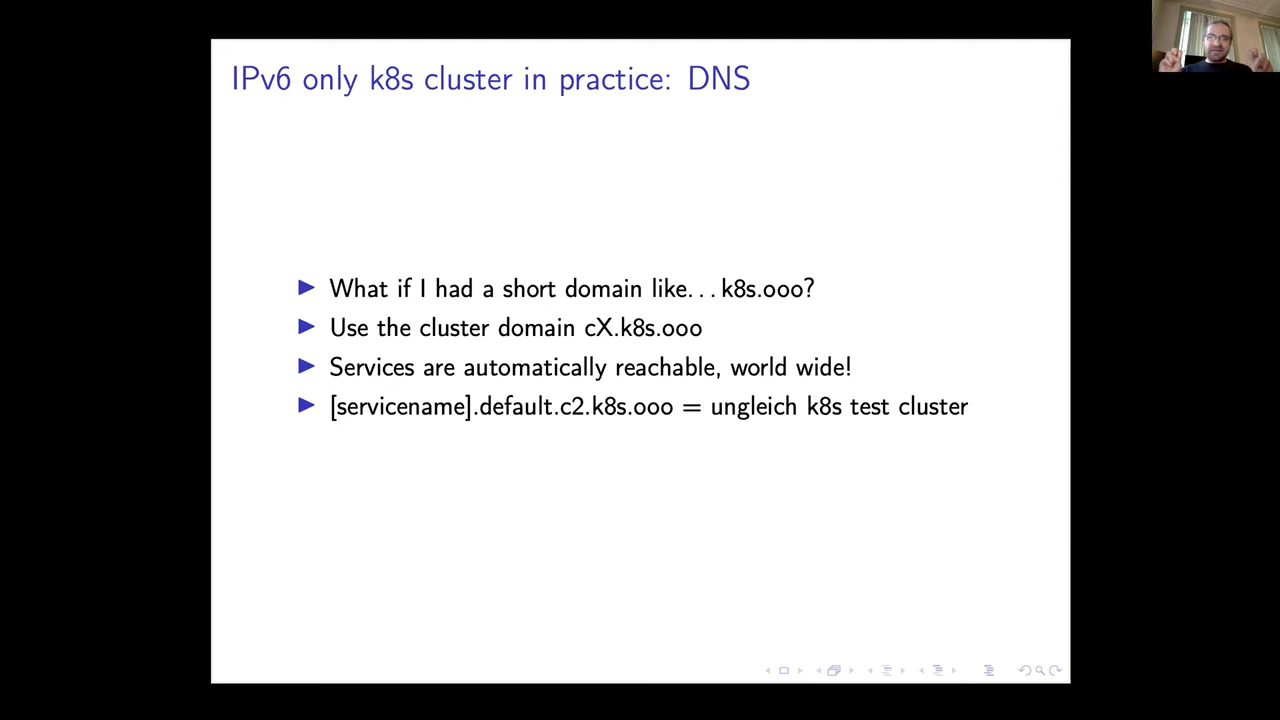 IPv6 only k8s cluster in practice: DNS
What if I had a short domain like. . . k8s.ooo?
Use the cluster domain cX.k8s.ooo
Services are automatically reachable, world wide!
[servicename].default.c2.k8s.ooo = ungleich k8s test cluster